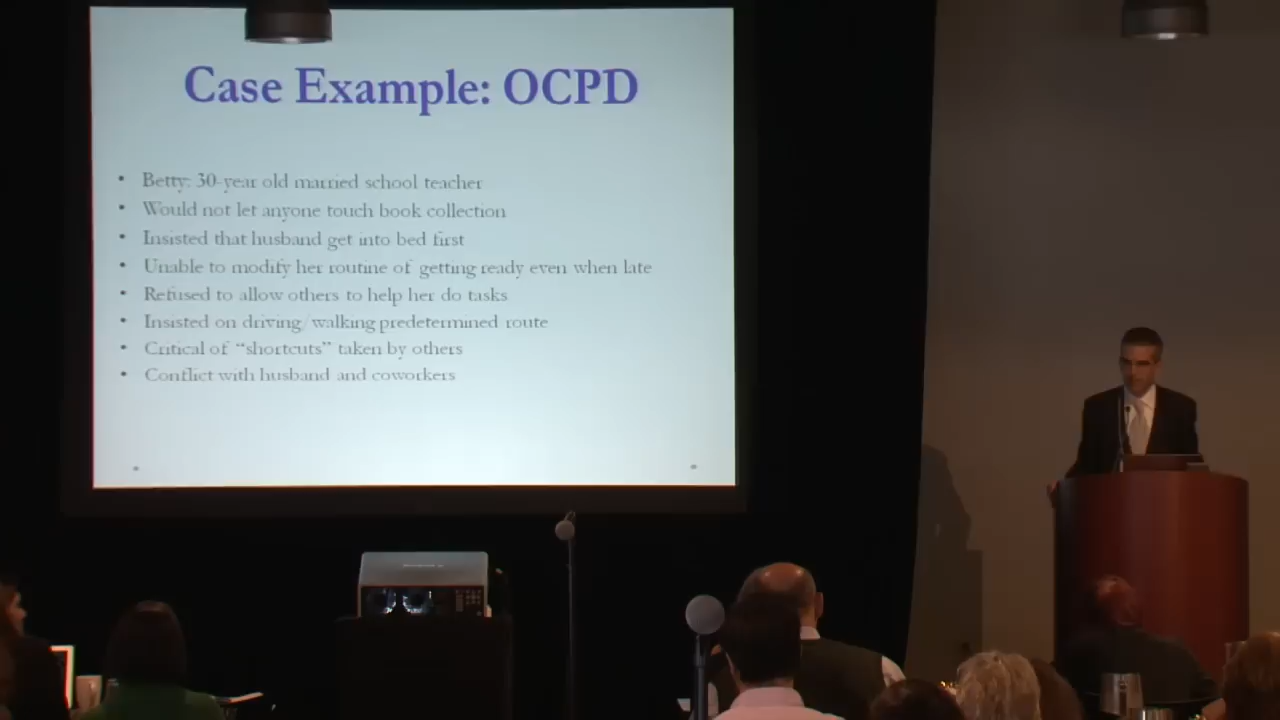 Case Example: OCPD
• Betty: 30-year old married school teacher
• Would not let anyone touch book collection
• Insisted that husband get into bed first
• Unable to modify her routine of getting ready even when late
• Refused to allow others to help her do tasks
• Insisted on driving/walking predetermined route
• Critical of “shortcuts” taken by others
• Conflict with husband and coworkers